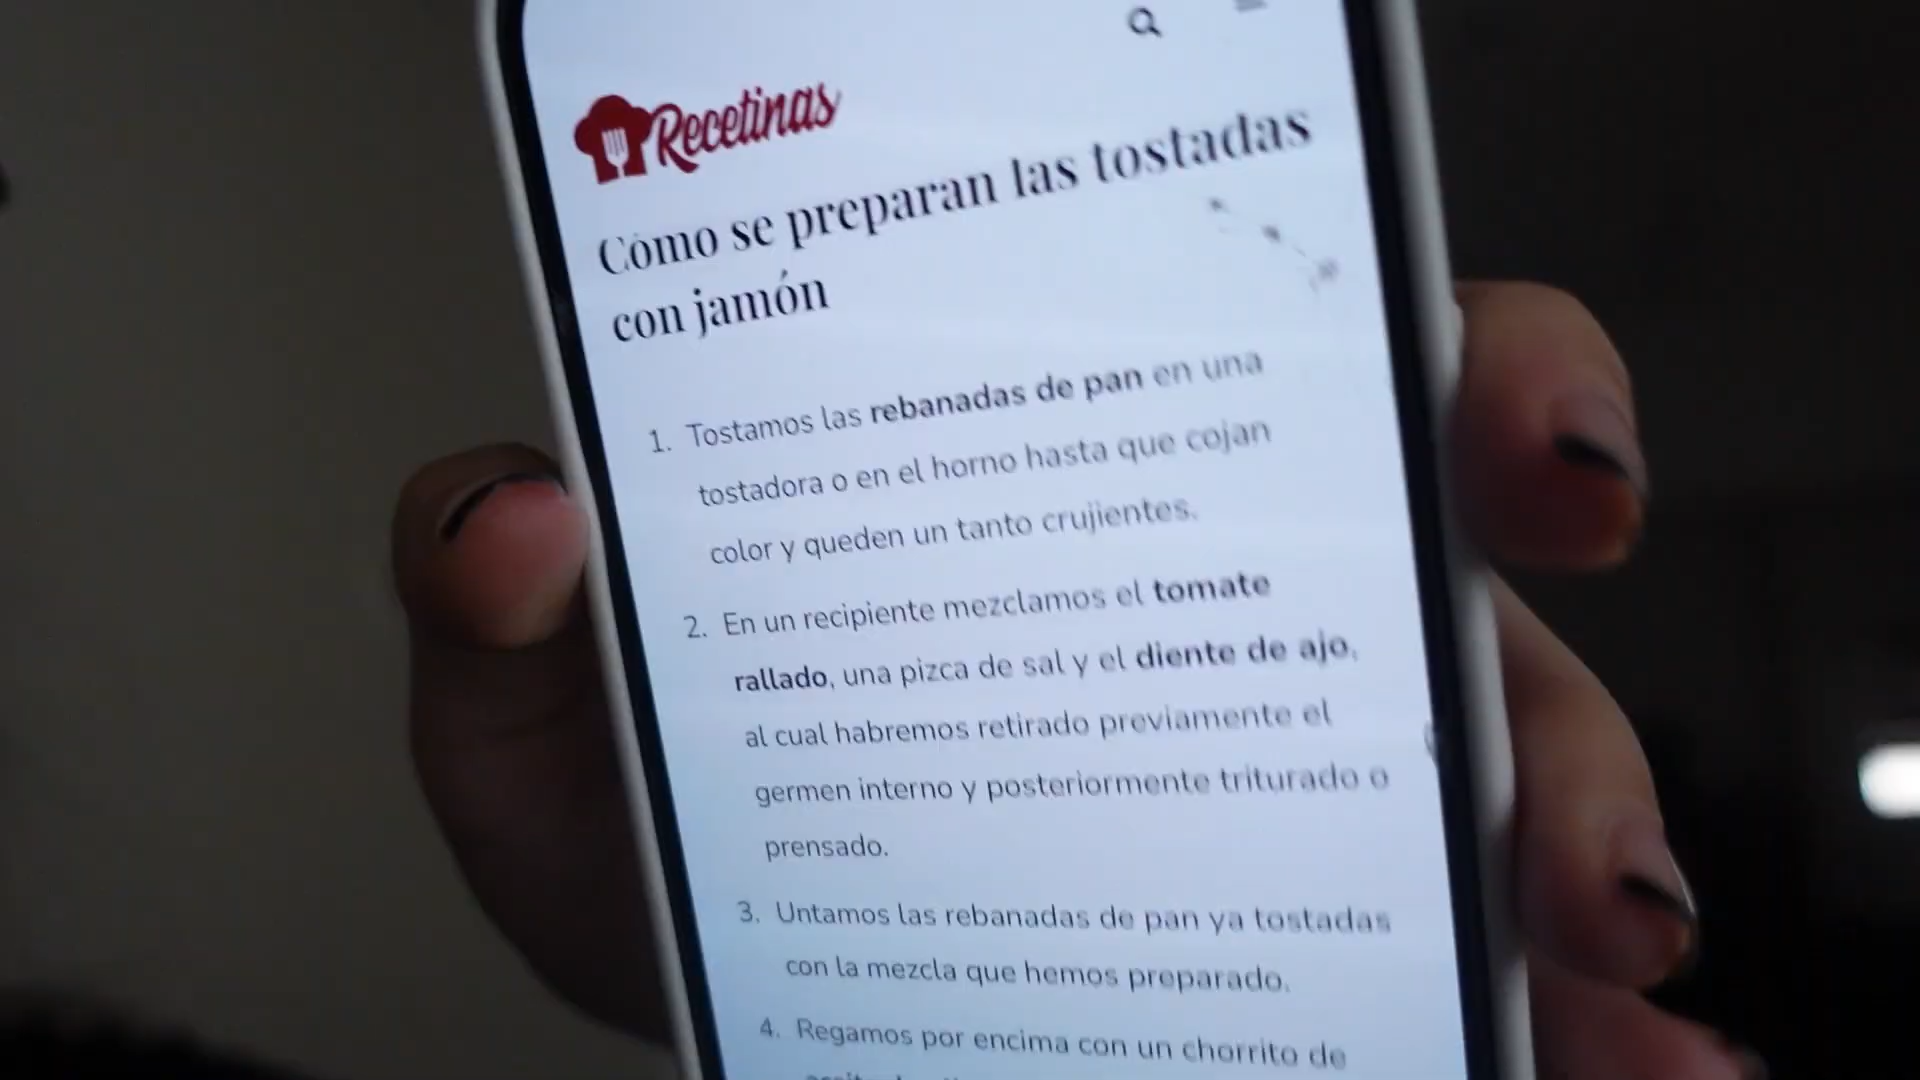 Recetinas
Cómo se preparan las tostadas
con jamón
1. Tostamos las rebanadas de pan en una
tostadora o en el horno hasta que cojan
color y queden un tanto crujientes.
2. En un recipiente mezclamos el tomate
rallado, una pizca de sal y el diente de ajo,
al cual habremos retirado previamente el
germen interno y posteriormente triturado o
prensado.
3. Untamos las rebanadas de pan ya tostadas
con la mezcla que hemos preparado.
4. Regamos por encima con un chorrito de